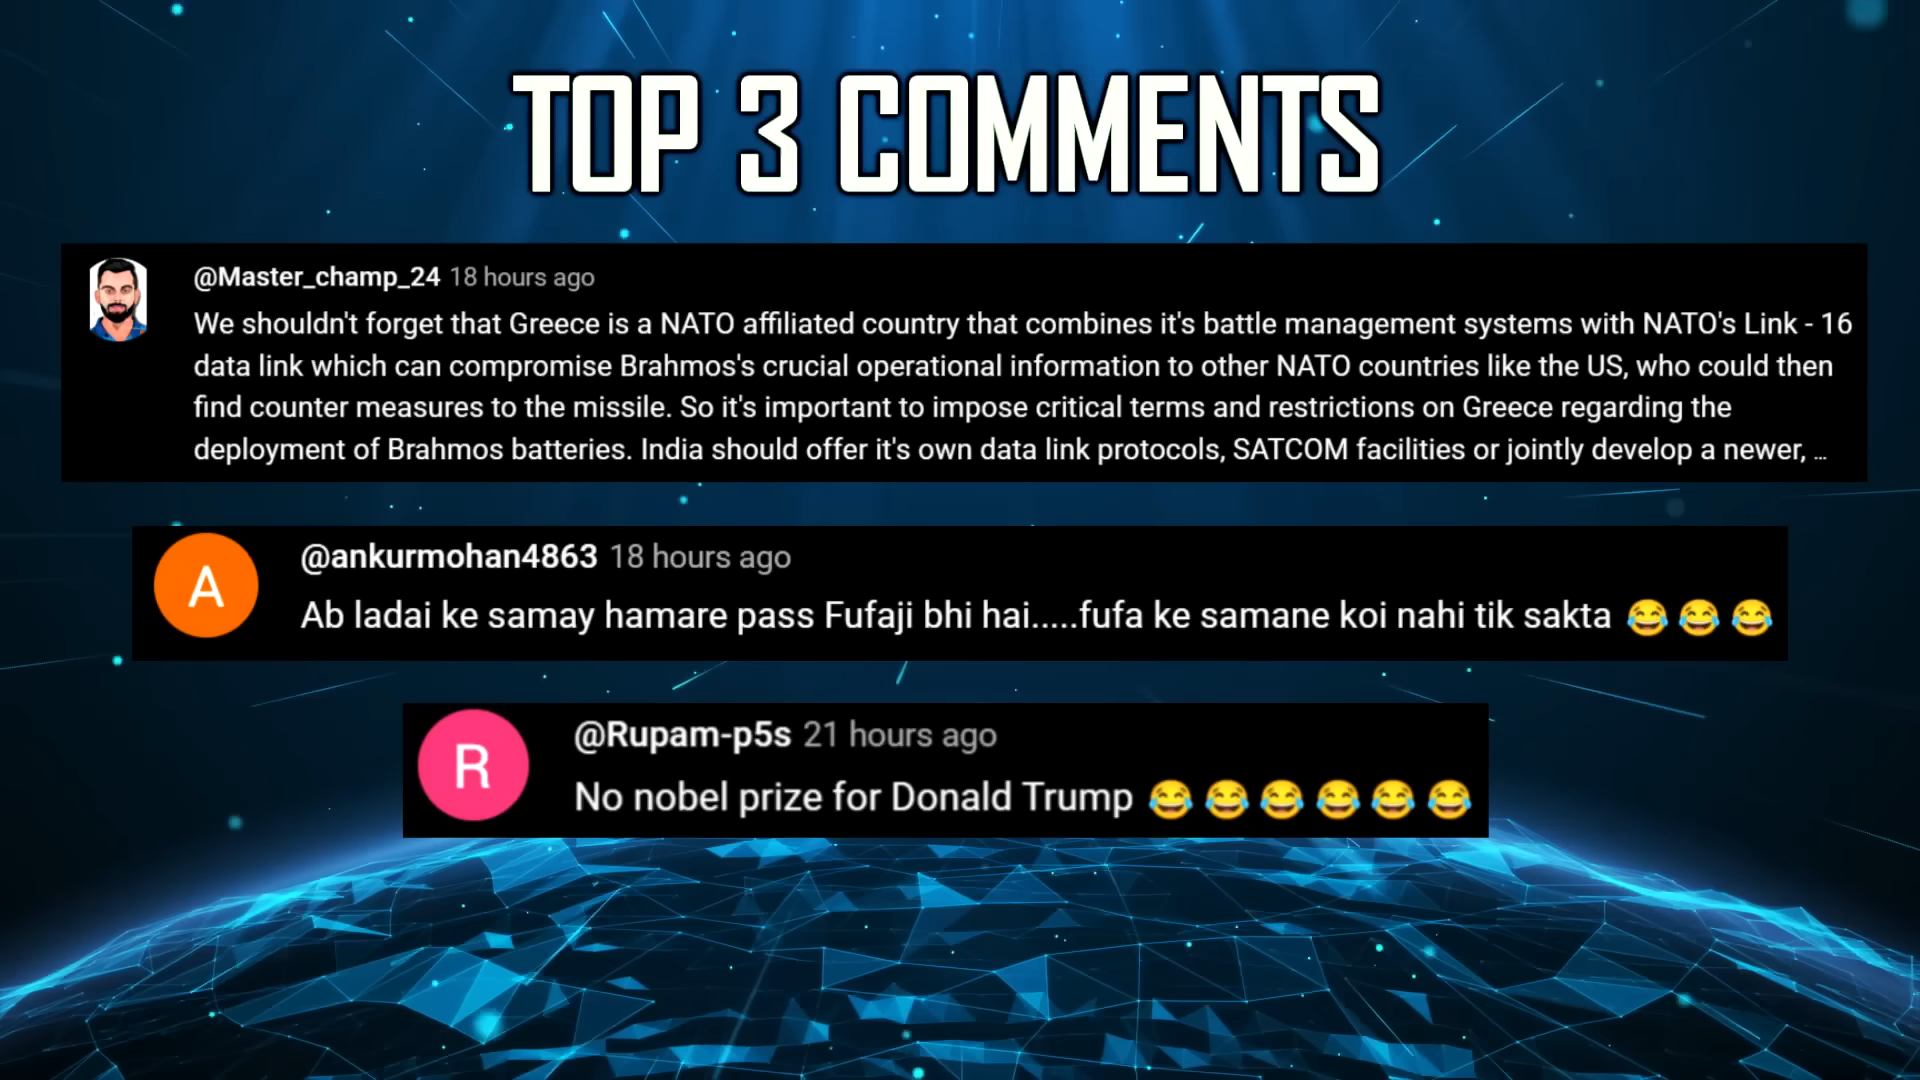 TOP 3 COMMENTS
@Master_champ_24 18 hours ago
We shouldn't forget that Greece is a NATO affiliated country that combines it's battle management systems with NATO's Link - 16
data link which can compromise Brahmos's crucial operational information to other NATO countries like the US, who could then
find counter measures to the missile. So it's important to impose critical terms and restrictions on Greece regarding the
deployment of Brahmos batteries. India should offer it's own data link protocols, SATCOM facilities or jointly develop a newer, ...
A
@ankurmohan4863 18 hours ago
Ab ladai ke samay hamare pass Fufaji bhi hai.....fufa ke samane koi nahi tik sakta 😂😂😂
R
@Rupam-p5s 21 hours ago
No nobel prize for Donald Trump 😂😂😂😂😂😂